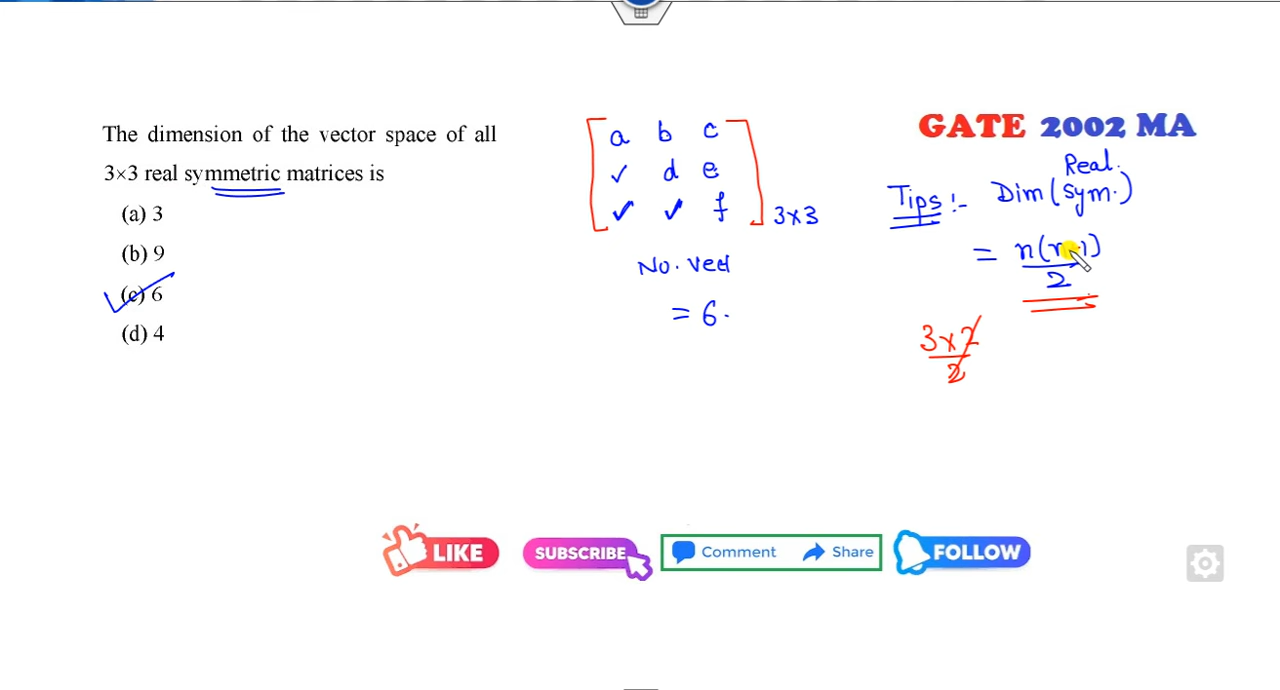 The dimension of the vector space of all
3×3 real symmetric matrices is
(a) 3
(b) 9
(c) 6
(d) 4
a b c
✓ d e
✓ ✓ f
3×3
No. ved
= 6.
GATE 2002 MA
Real.
Tips :- Dim (Sym.)
= n(
2
3 × 2
2
LIKE
SUBSCRIBE
Comment Share
FOLLOW